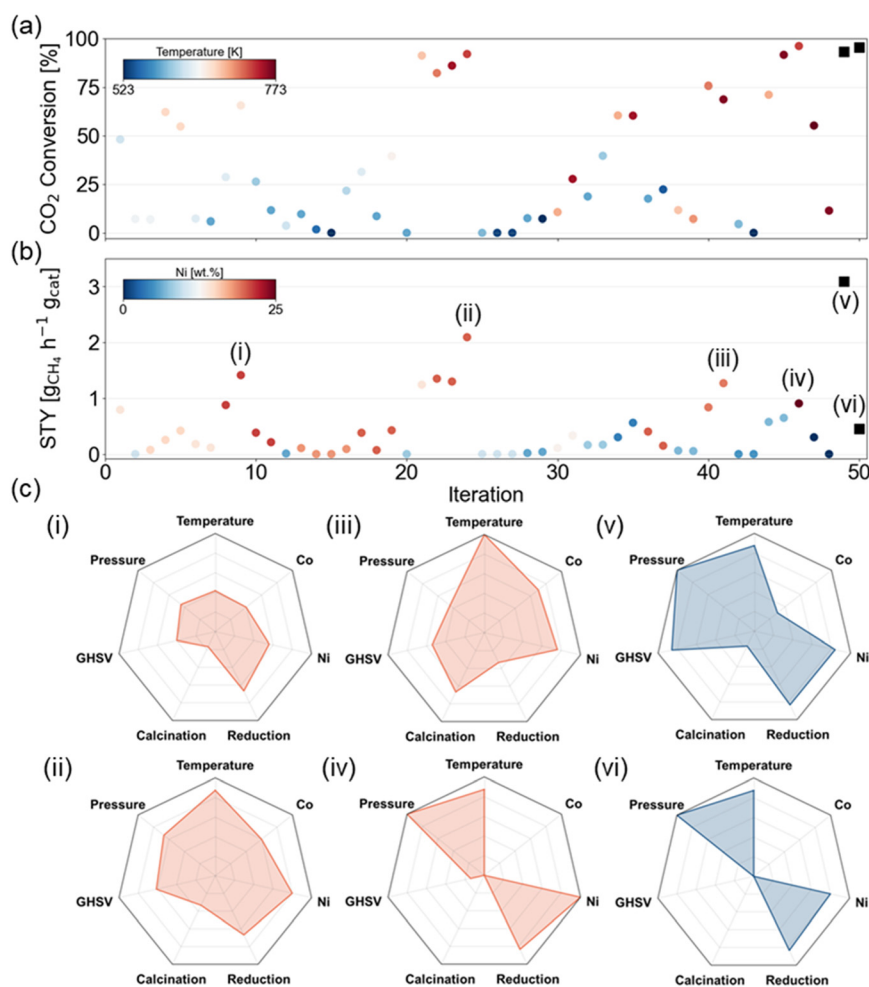 (a)
CO₂ Conversion [%]
100
75
50
25
0
Temperature [K]
523
773
(b)
STY [gCH₄ h⁻¹ gcat]
3
2
1
0
Ni [wt.%]
0
25
(i)
(ii)
(iii)
(iv)
(v)
(vi)
0
10
20
30
40
50
Iteration
(c)
(i)
Temperature
Co
Ni
Reduction
Calcination
GHSV
Pressure
(iii)
Temperature
Co
Ni
Reduction
Calcination
GHSV
Pressure
(v)
Temperature
Co
Ni
Reduction
Calcination
GHSV
Pressure
(ii)
Temperature
Co
Ni
Reduction
Calcination
GHSV
Pressure
(iv)
Temperature
Co
Ni
Reduction
Calcination
GHSV
Pressure
(vi)
Temperature
Co
Ni
Reduction
Calcination
GHSV
Pressure